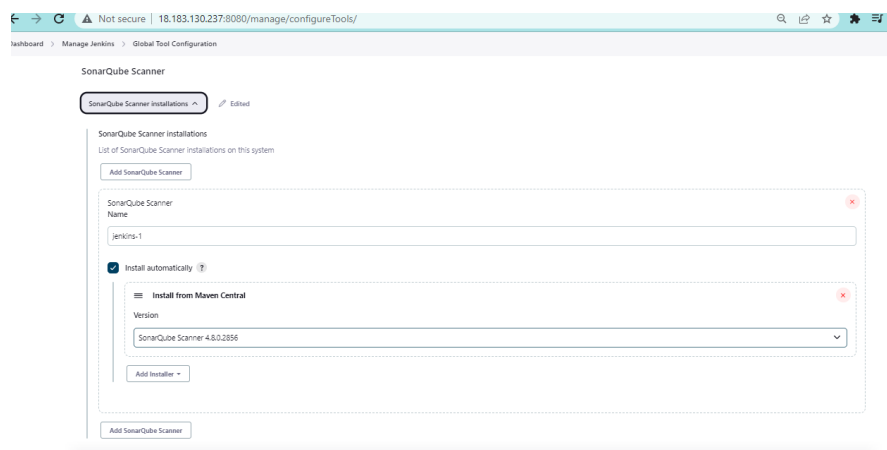 Not secure | 18.183.130.237:8080/manage/configureTools/
Dashboard > Manage Jenkins > Global Tool Configuration
SonarQube Scanner
SonarQube Scanner installations Edited
SonarQube Scanner installations
List of SonarQube Scanner installations on this system
Add SonarQube Scanner
SonarQube Scanner
Name
jenkins-1
Install automatically ?
Install from Maven Central
Version
SonarQube Scanner 4.8.0.2856
Add Installer
Add SonarQube Scanner